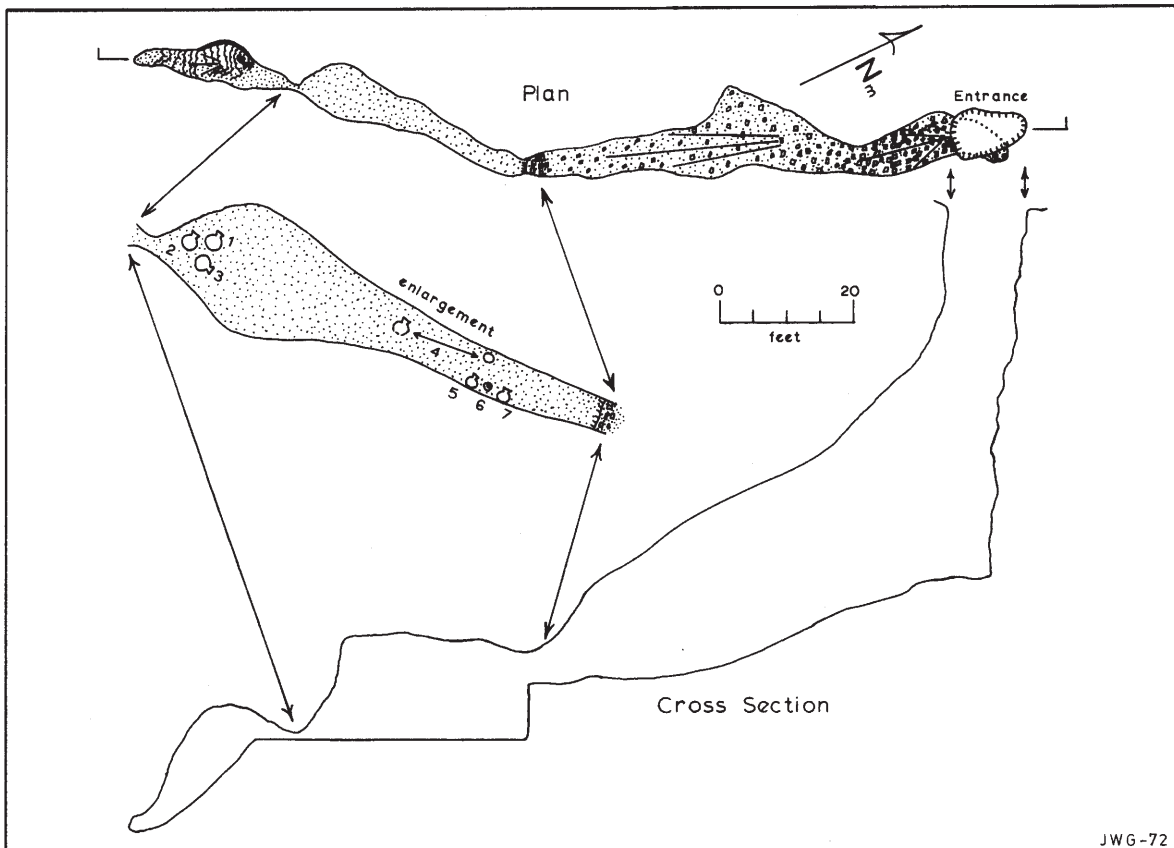 Plan
N
3
Entrance
1
2
3
enlargement
4
5
6
7
0 20
feet
Cross Section
JWG-72